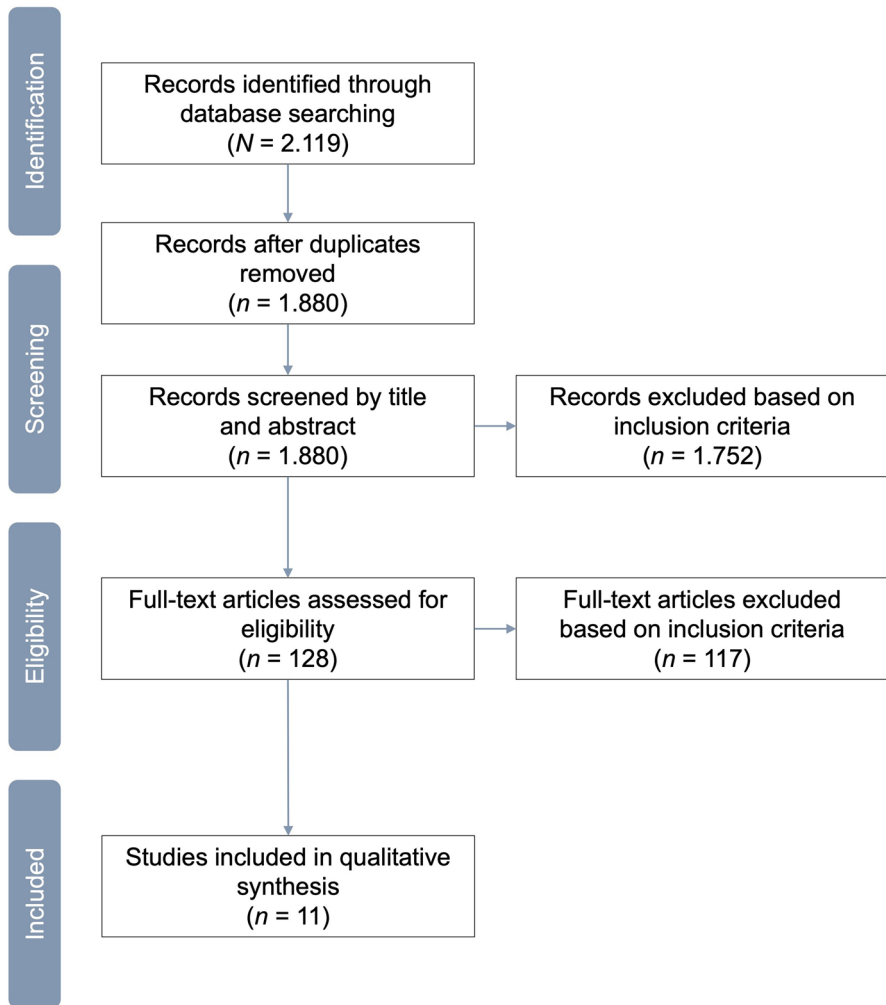 Identification
Records identified through
database searching
(N = 2.119)
Records after duplicates
removed
(n = 1.880)
Screening
Records screened by title
and abstract
(n = 1.880)
Records excluded based on
inclusion criteria
(n = 1.752)
Eligibility
Full-text articles assessed for
eligibility
(n = 128)
Full-text articles excluded
based on inclusion criteria
(n = 117)
Included
Studies included in qualitative
synthesis
(n = 11)